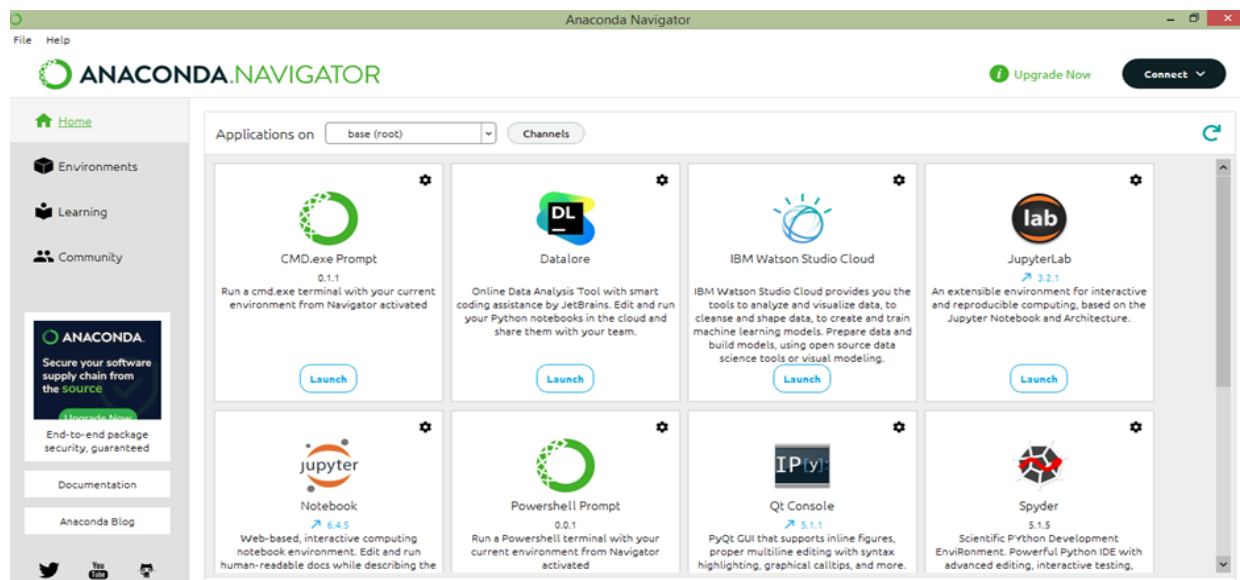 Anaconda Navigator
File Help
ANACONDA.NAVIGATOR
Upgrade Now
Connect
Home
Applications on base (root) Channels
Environments
Learning
Community
ANACONDA.
Secure your software
supply chain from
the source
Upgrade Now
End-to-end package
security, guaranteed
Documentation
Anaconda Blog
You
Tube
CMD.exe Prompt
0.1.1
Run a cmd.exe terminal with your current
environment from Navigator activated
Launch
DL
Datalore
Online Data Analysis Tool with smart
coding assistance by JetBrains. Edit and run
your Python notebooks in the cloud and
share them with your team.
Launch
IBM Watson Studio Cloud
IBM Watson Studio Cloud provides you the
tools to analyze and visualize data, to
cleanse and shape data, to create and train
machine learning models. Prepare data and
build models, using open source data
science tools or visual modeling.
Launch
lab
JupyterLab
3.2.1
An extensible environment for interactive
and reproducible computing, based on the
Jupyter Notebook and Architecture.
Launch
jupyter
Notebook
6.4.5
Web-based, interactive computing
notebook environment. Edit and run
human-readable docs while describing the
Powershell Prompt
0.0.1
Run a Powershell terminal with your
current environment from Navigator
activated
IP[y]:
Qt Console
5.1.1
PyQt GUI that supports inline figures,
proper multiline editing with syntax
highlighting, graphical calltips, and more.
Spyder
5.1.5
Scientific PYthon Development
EnviRonment. Powerful Python IDE with
advanced editing, interactive testing,